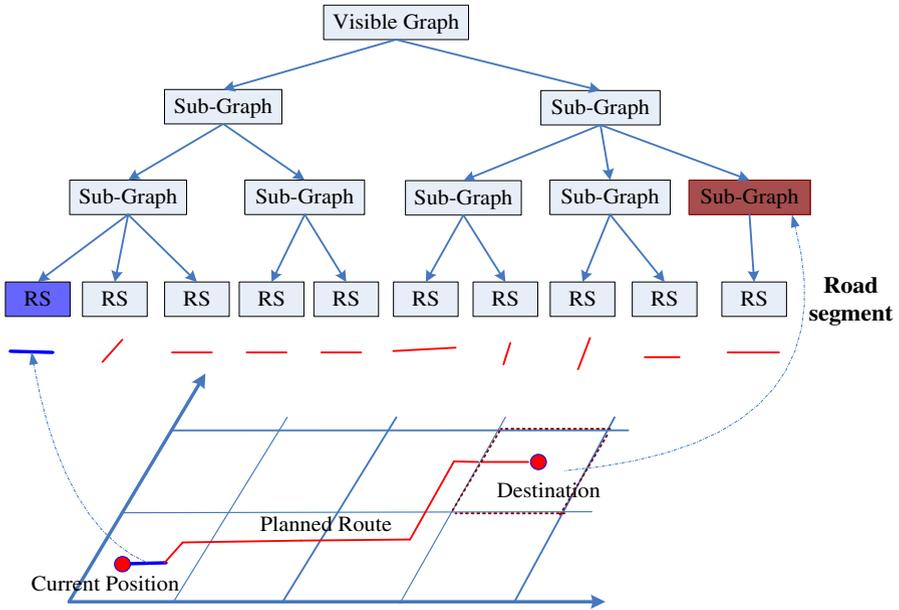 Visible Graph
Sub-Graph
Sub-Graph
Sub-Graph
Sub-Graph
Sub-Graph
Sub-Graph
Sub-Graph
RS
RS
RS
RS
RS
RS
RS
RS
RS
RS
Road
segment
Destination
Planned Route
Current Position